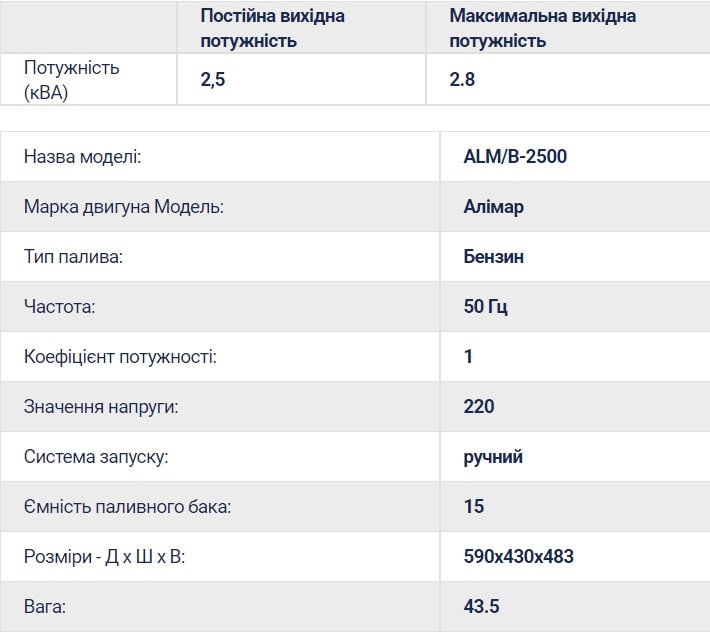 Постійна вихідна
потужність
Максимальна вихідна
потужність
Потужність
(кВА)
2,5
2.8
Назва моделі:
ALM/B-2500
Марка двигуна Модель:
Алімар
Тип палива:
Бензин
Частота:
50 Гц
Коефіцієнт потужності:
1
Значення напруги:
220
Система запуску:
ручний
Ємність паливного бака:
15
Розміри - Д x Ш x В:
590x430x483
Вага:
43.5